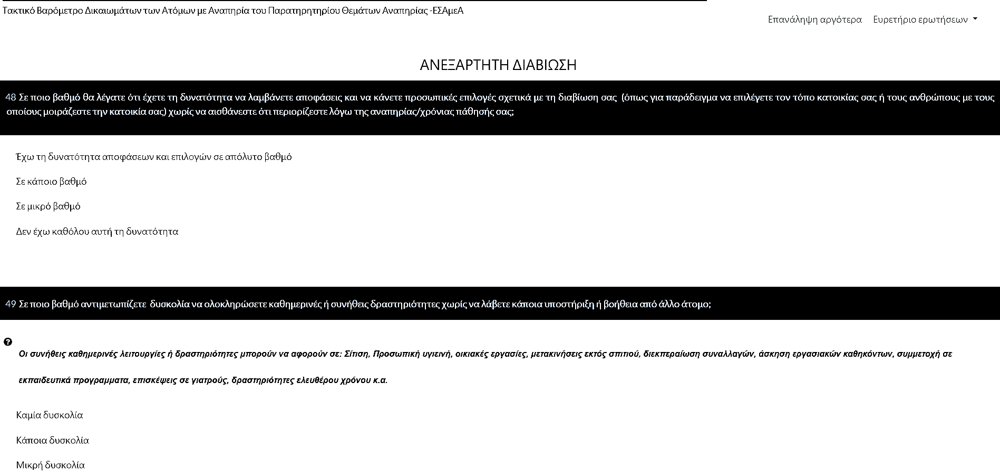 Τακτικό Βαρόμετρο Δικαιωμάτων των Ατόμων με Αναπηρία του Παρατηρητηρίου Θεμάτων Αναπηρίας -ΕΣΑμεΑ
Επανάληψη αργότερα Ευρετήριο ερωτήσεων
ΑΝΕΞΑΡΤΗΤΗ ΔΙΑΒΙΩΣΗ
48 Σε ποιο βαθμό θα λέγατε ότι έχετε τη δυνατότητα να λαμβάνετε αποφάσεις και να κάνετε προσωπικές επιλογές σχετικά με τη διαβίωση σας (όπως για παράδειγμα να επιλέγετε τον τόπο κατοικίας σας ή τους ανθρώπους με τους
οποίους μοιράζεστε την κατοικία σας) χωρίς να αισθάνεστε ότι περιορίζεστε λόγω της αναπηρίας/χρόνιας πάθησής σας;
Έχω τη δυνατότητα αποφάσεων και επιλογών σε απόλυτο βαθμό
Σε κάποιο βαθμό
Σε μικρό βαθμό
Δεν έχω καθόλου αυτή τη δυνατότητα
49 Σε ποιο βαθμό αντιμετωπίζετε δυσκολία να ολοκληρώσετε καθημερινές ή συνήθεις δραστηριότητες χωρίς να λάβετε κάποια υποστήριξη ή βοήθεια από άλλο άτομο;
Οι συνήθεις καθημερινές λειτουργίες ή δραστηριότητες μπορούν να αφορούν σε: Σίτιση, Προσωπική υγιεινή, οικιακές εργασίες, μετακινήσεις εκτός σπιτιού, διεκπεραίωση συναλλαγών, άσκηση εργασιακών καθηκόντων, συμμετοχή σε
εκπαιδευτικά προγραμματα, επισκέψεις σε γιατρούς, δραστηριότητες ελευθέρου χρόνου κ.α.
Καμία δυσκολία
Κάποια δυσκολία
Μικρή δυσκολία